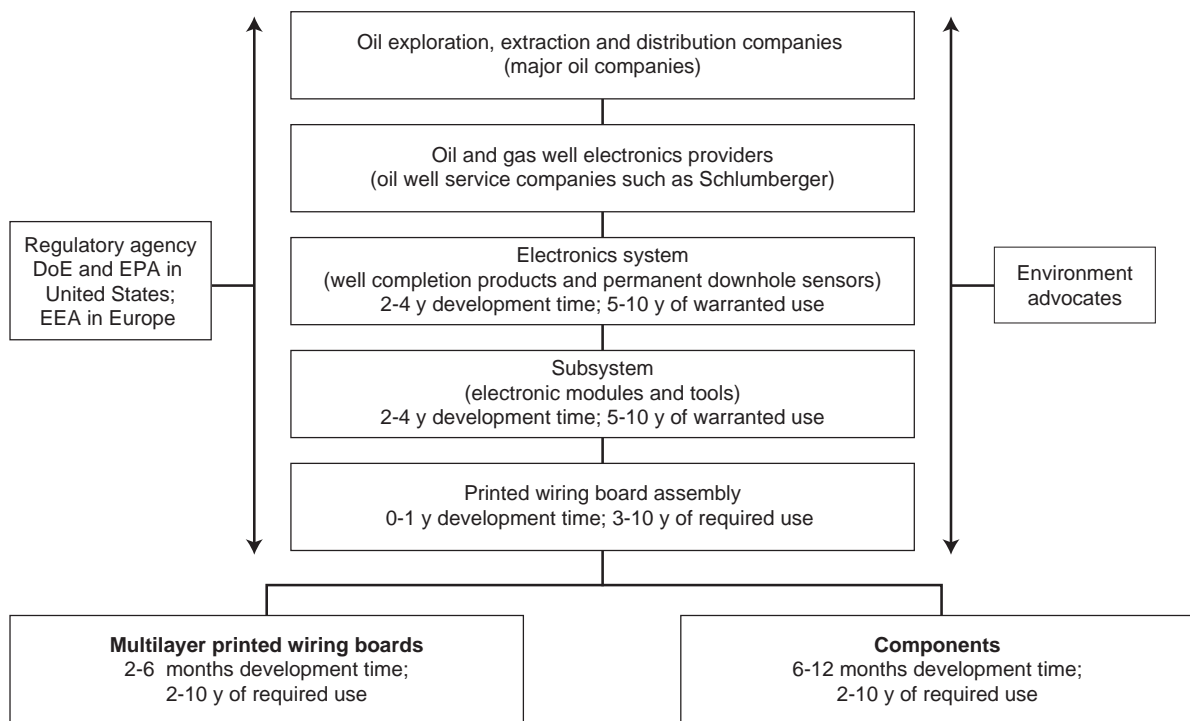 Oil exploration, extraction and distribution companies
(major oil companies)
Oil and gas well electronics providers
(oil well service companies such as Schlumberger)
Regulatory agency
DoE and EPA in
United States;
EEA in Europe
Electronics system
(well completion products and permanent downhole sensors)
2-4 y development time; 5-10 y of warranted use
Environment
advocates
Subsystem
(electronic modules and tools)
2-4 y development time; 5-10 y of warranted use
Printed wiring board assembly
0-1 y development time; 3-10 y of required use
Multilayer printed wiring boards
2-6 months development time;
2-10 y of required use
Components
6-12 months development time;
2-10 y of required use